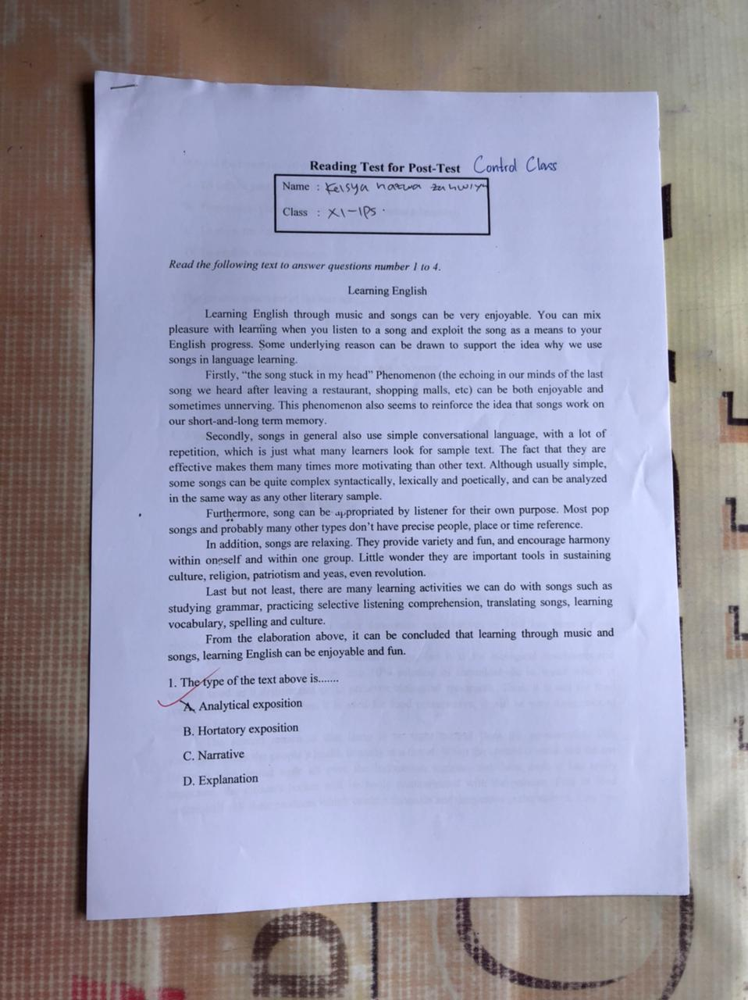 Reading Test for Post-Test Control Class
Name : Keisya
Class : XI-IPS
Read the following text to answer questions number 1 to 4.
Learning English
Learning English through music and songs can be very enjoyable. You can mix
pleasure with learning when you listen to a song and exploit the song as a means to your
English progress. Some underlying reason can be drawn to support the idea why we use
songs in language learning.
Firstly, “the song stuck in my head” Phenomenon (the echoing in our minds of the last
song we heard after leaving a restaurant, shopping malls, etc) can be both enjoyable and
sometimes unnerving. This phenomenon also seems to reinforce the idea that songs work on
our short-and-long term memory.
Secondly, songs in general also use simple conversational language, with a lot of
repetition, which is just what many learners look for sample text. The fact that they are
effective makes them many times more motivating than other text. Although usually simple,
some songs can be quite complex syntactically, lexically and poetically, and can be analyzed
in the same way as any other literary sample.
Furthermore, song can be appropriated by listener for their own purpose. Most pop
songs and probably many other types don’t have precise people, place or time reference.
In addition, songs are relaxing. They provide variety and fun, and encourage harmony
within oneself and within one group. Little wonder they are important tools in sustaining
culture, religion, patriotism and yeas, even revolution.
Last but not least, there are many learning activities we can do with songs such as
studying grammar, practicing selective listening comprehension, translating songs, learning
vocabulary, spelling and culture.
From the elaboration above, it can be concluded that learning through music and
songs, learning English can be enjoyable and fun.
1. The type of the text above is.......
A. Analytical exposition
B. Hortatory exposition
C. Narrative
D. Explanation